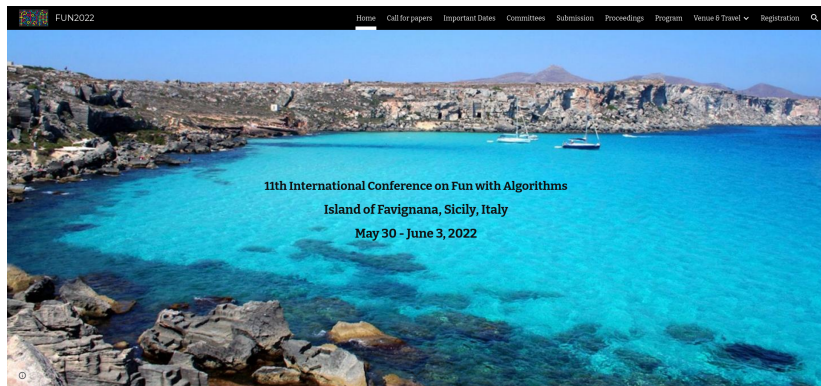 FUN2022
Home Call for papers Important Dates Committees Submission Proceedings Program Venue & Travel Registration
11th International Conference on Fun with Algorithms
Island of Favignana, Sicily, Italy
May 30 - June 3, 2022